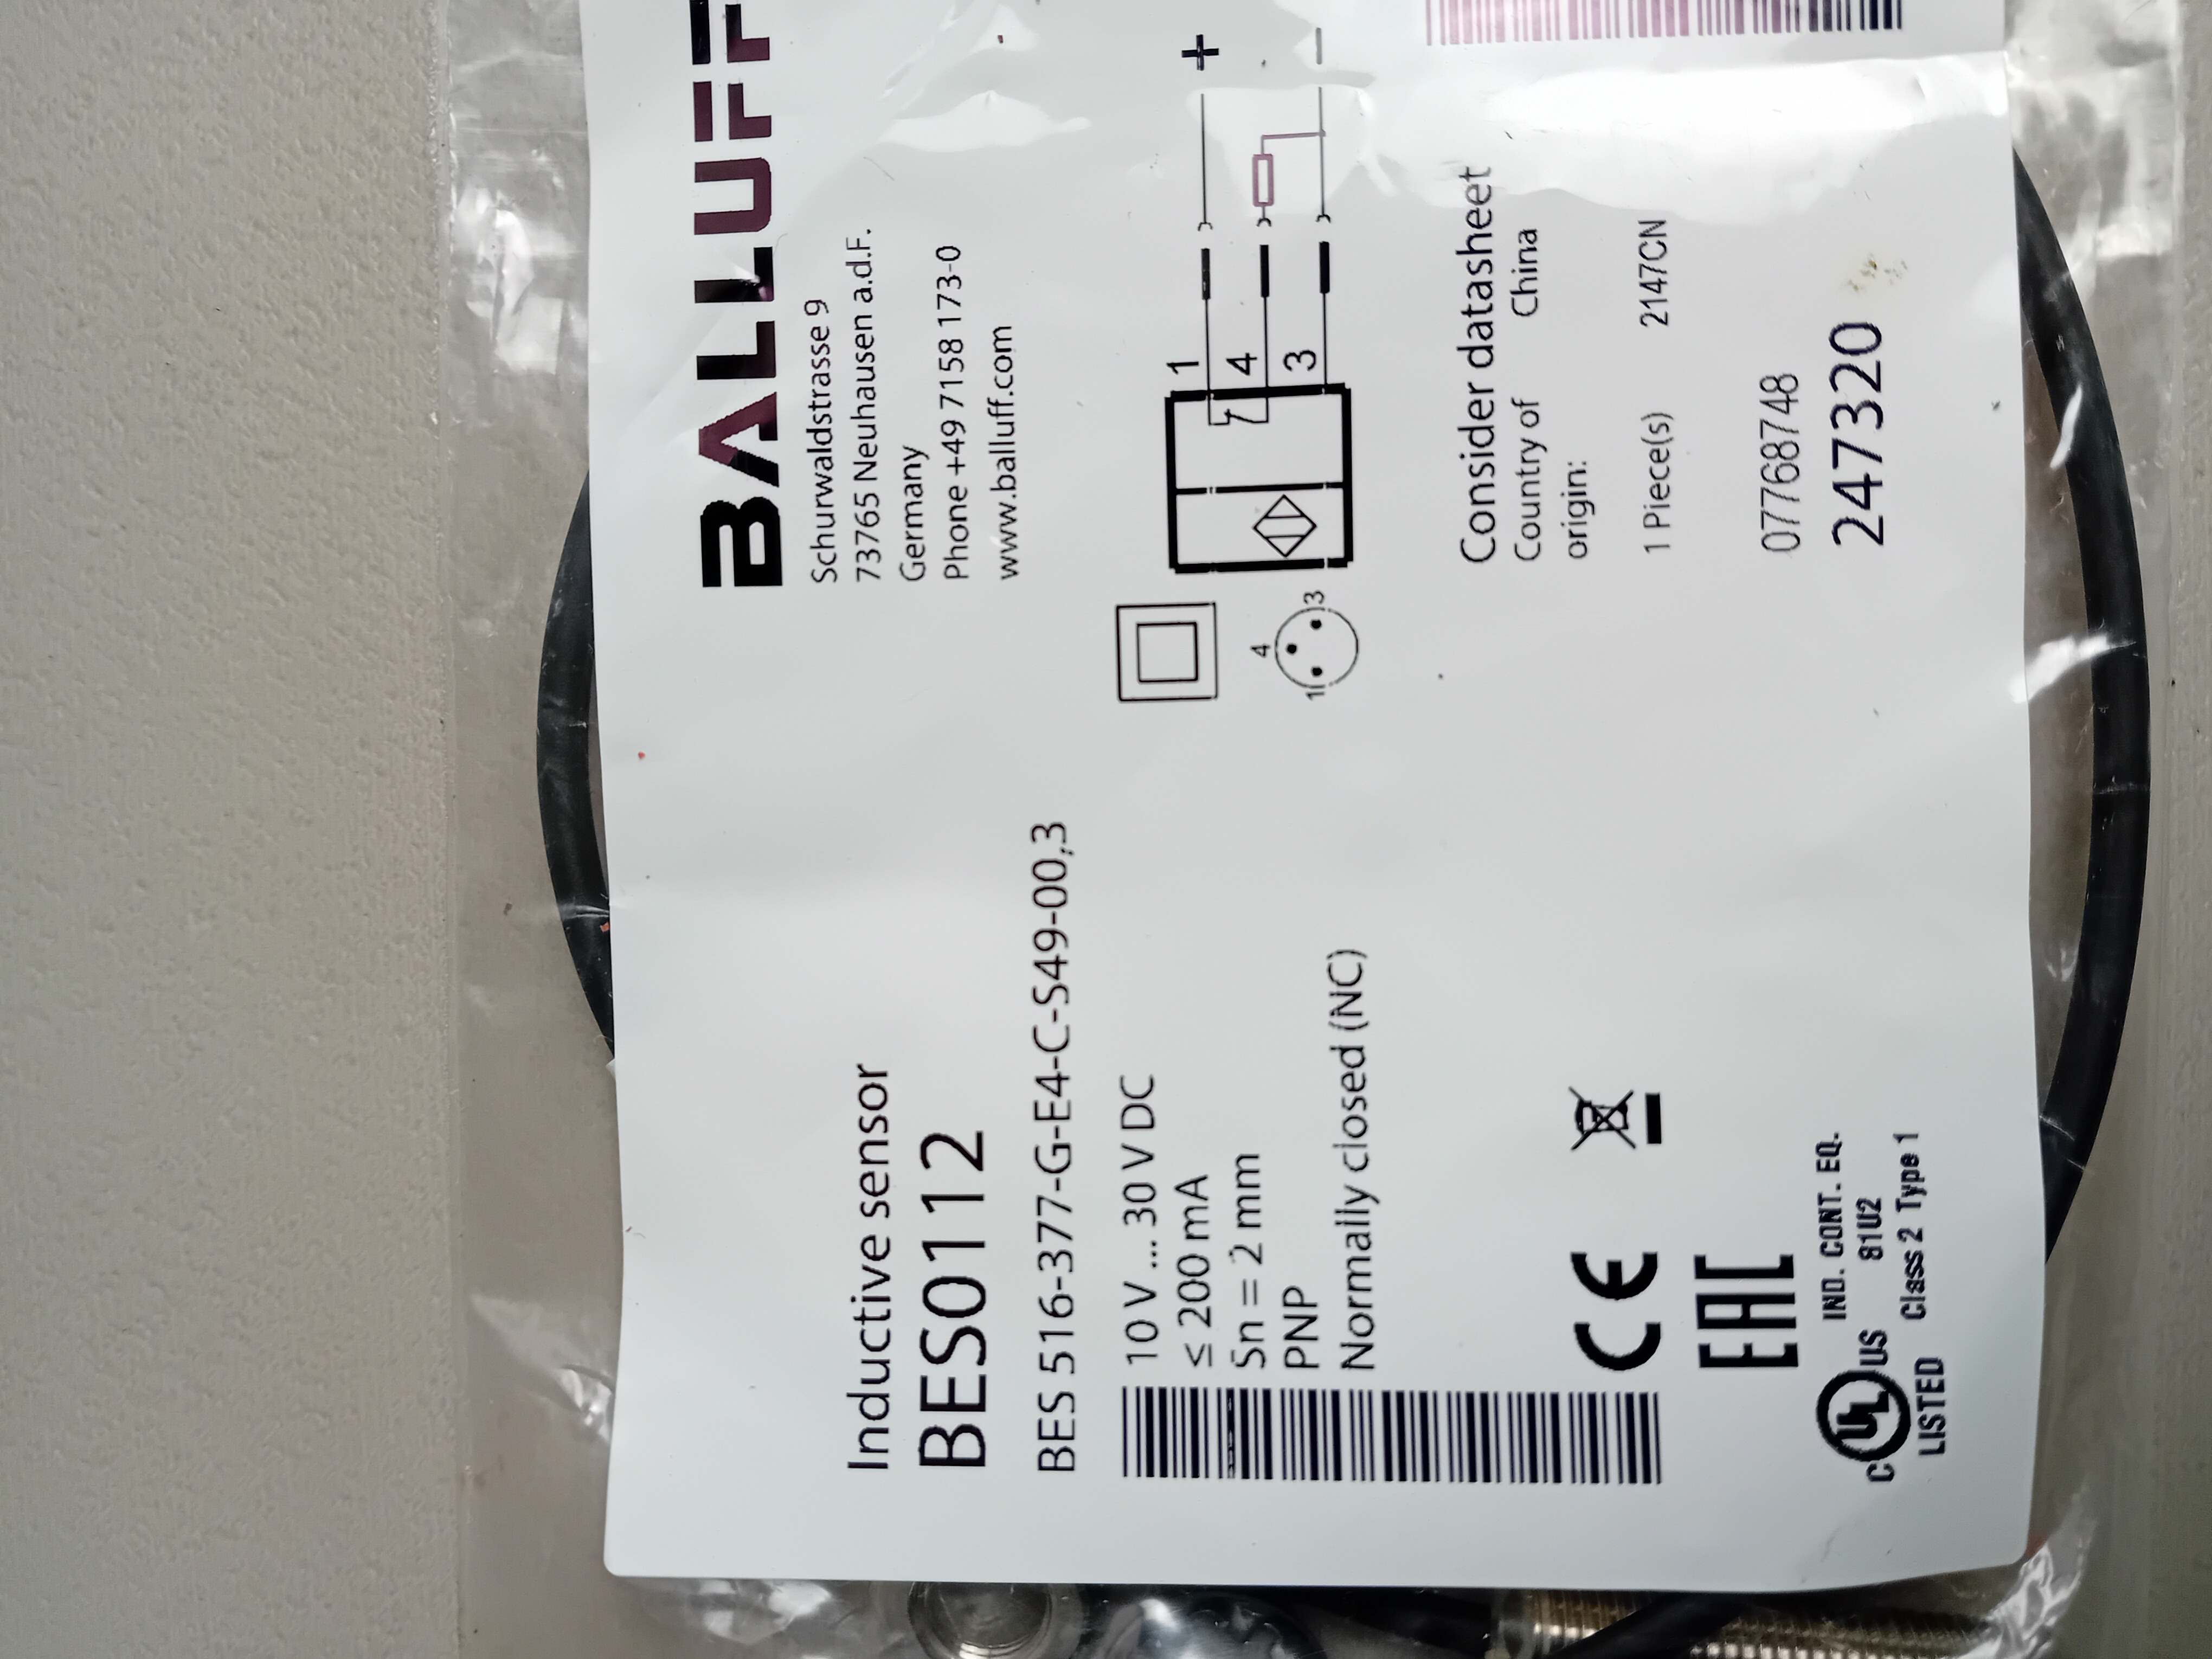 Inductive sensor
BES0112
BES 516-377-G-E4-C-S49-00,3
10 V ... 30 V DC
≤ 200 mA
Sn = 2 mm
PNP
Normally closed (NC)
CE
EAC
C UL US
LISTED
IND. CONT. EQ.
81U2
Class 2 Type 1
BALLUFF
Schurwaldstrasse 9
73765 Neuhausen a.d.F.
Germany
Phone +49 7158 173-0
www.balluff.com
1 +
4
3 -
4
1 3
Consider datasheet
Country of China
origin:
1 Piece(s) 2147CN
07768748
247320